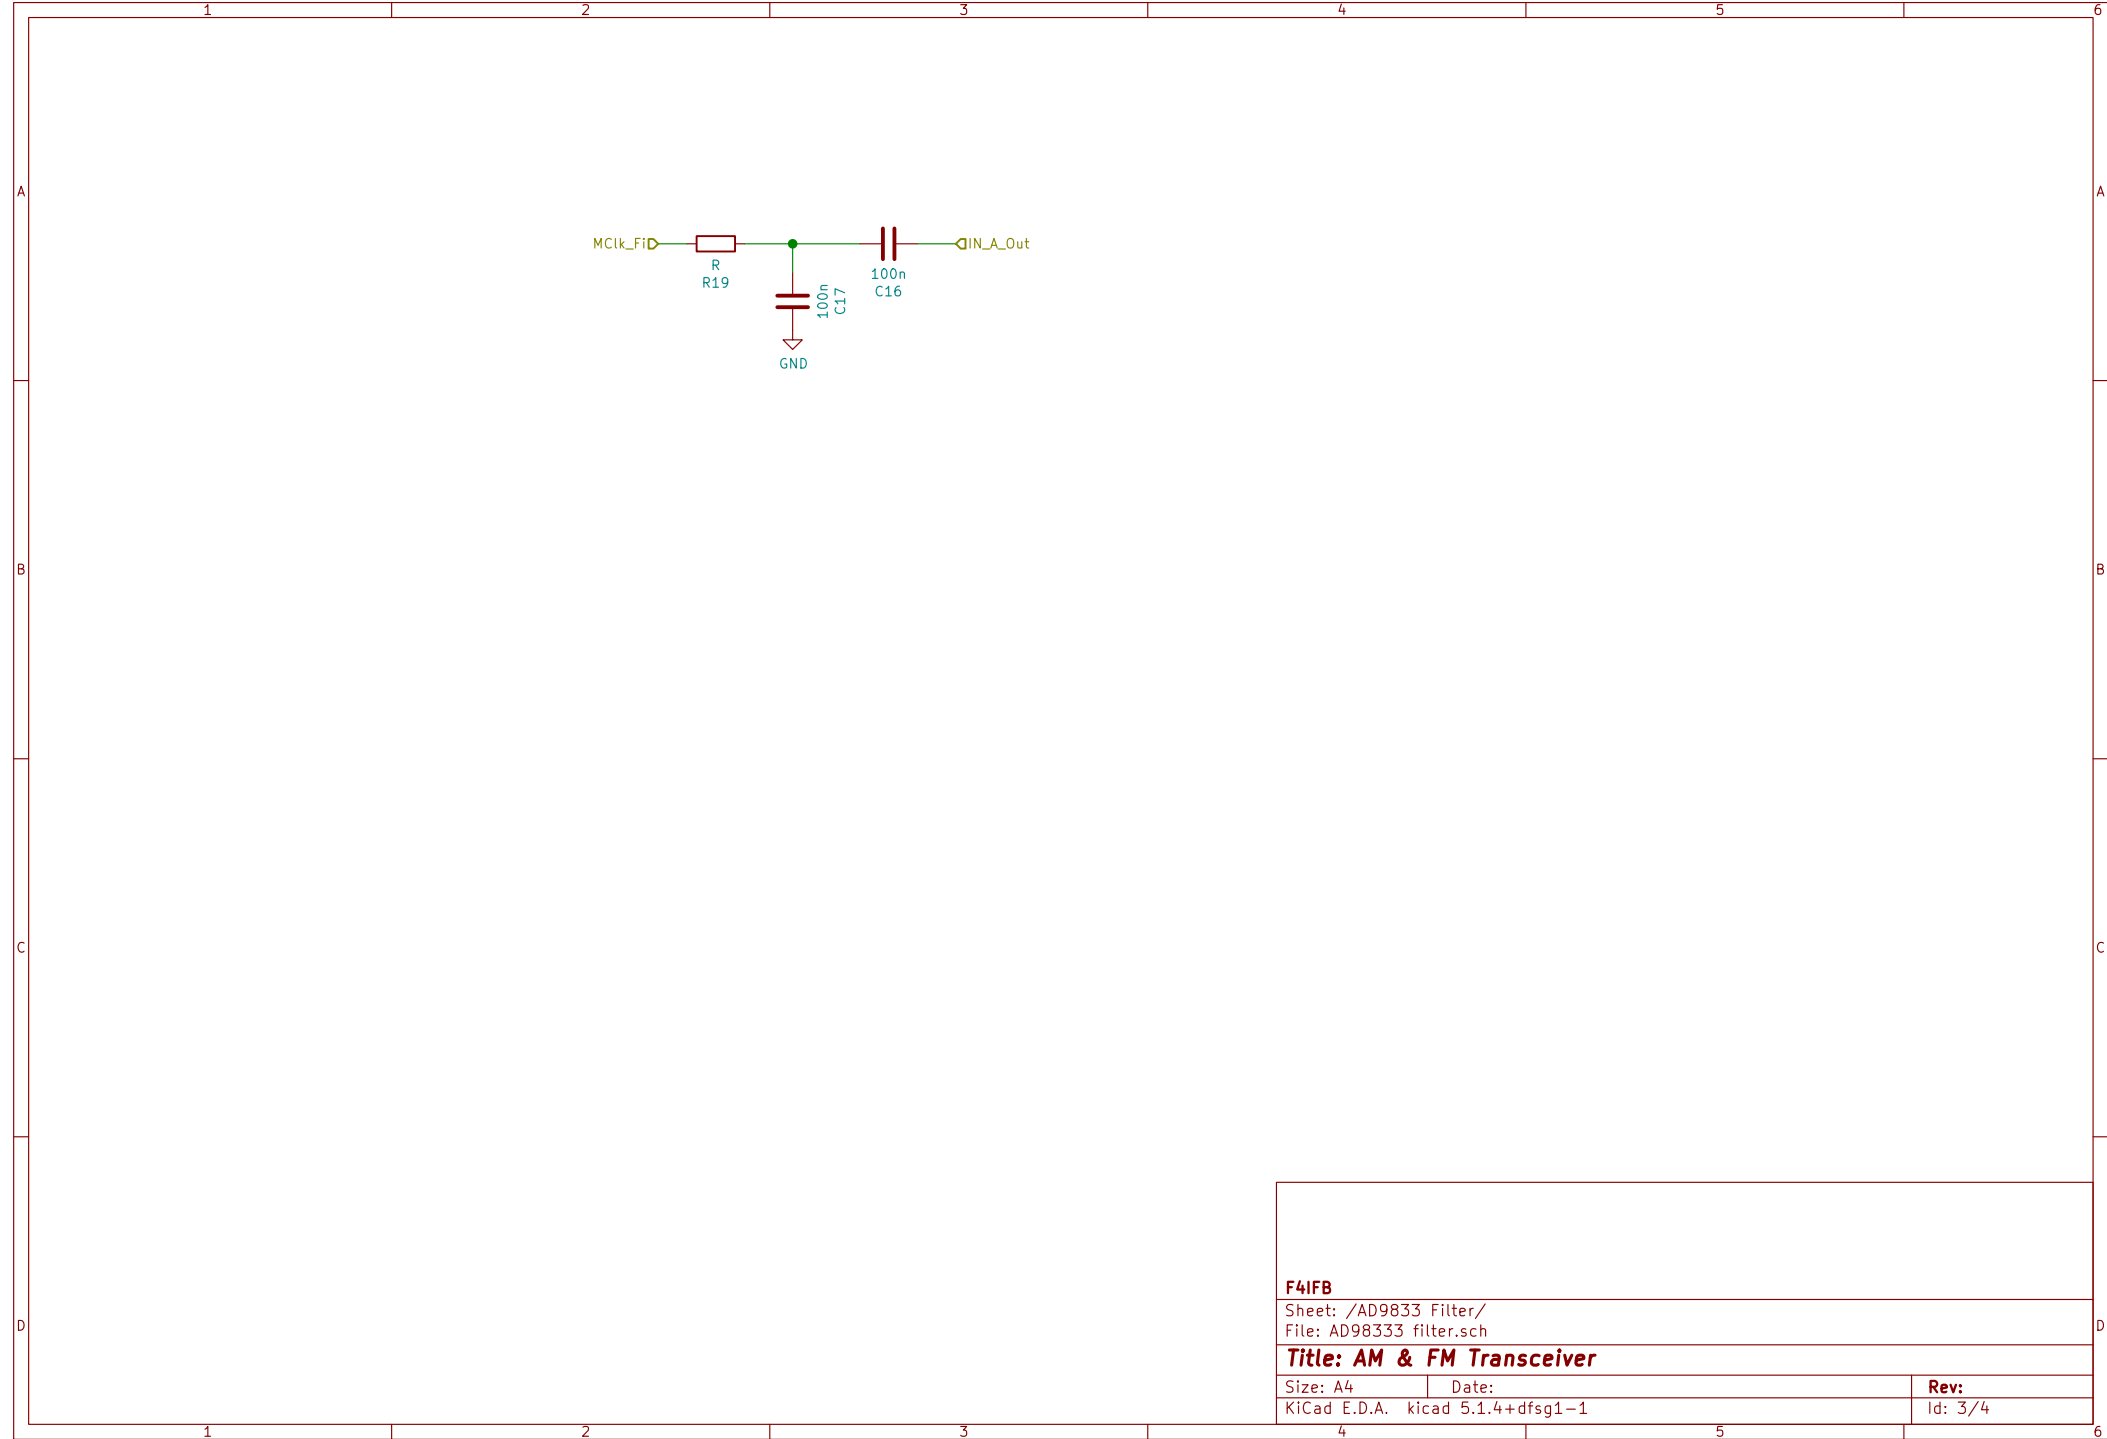 1 2 3 4 5 6
A A
MClk_Fi IN_A_Out
R
R19
100n
C16
100n
C17
GND
B B
C C
F4IFB
Sheet: /AD9833 Filter/
File: AD98333 filter.sch
D D
Title: AM & FM Transceiver
Size: A4 Date: Rev:
KiCad E.D.A. kicad 5.1.4+dfsg1-1 Id: 3/4
1 2 3 4 5 6